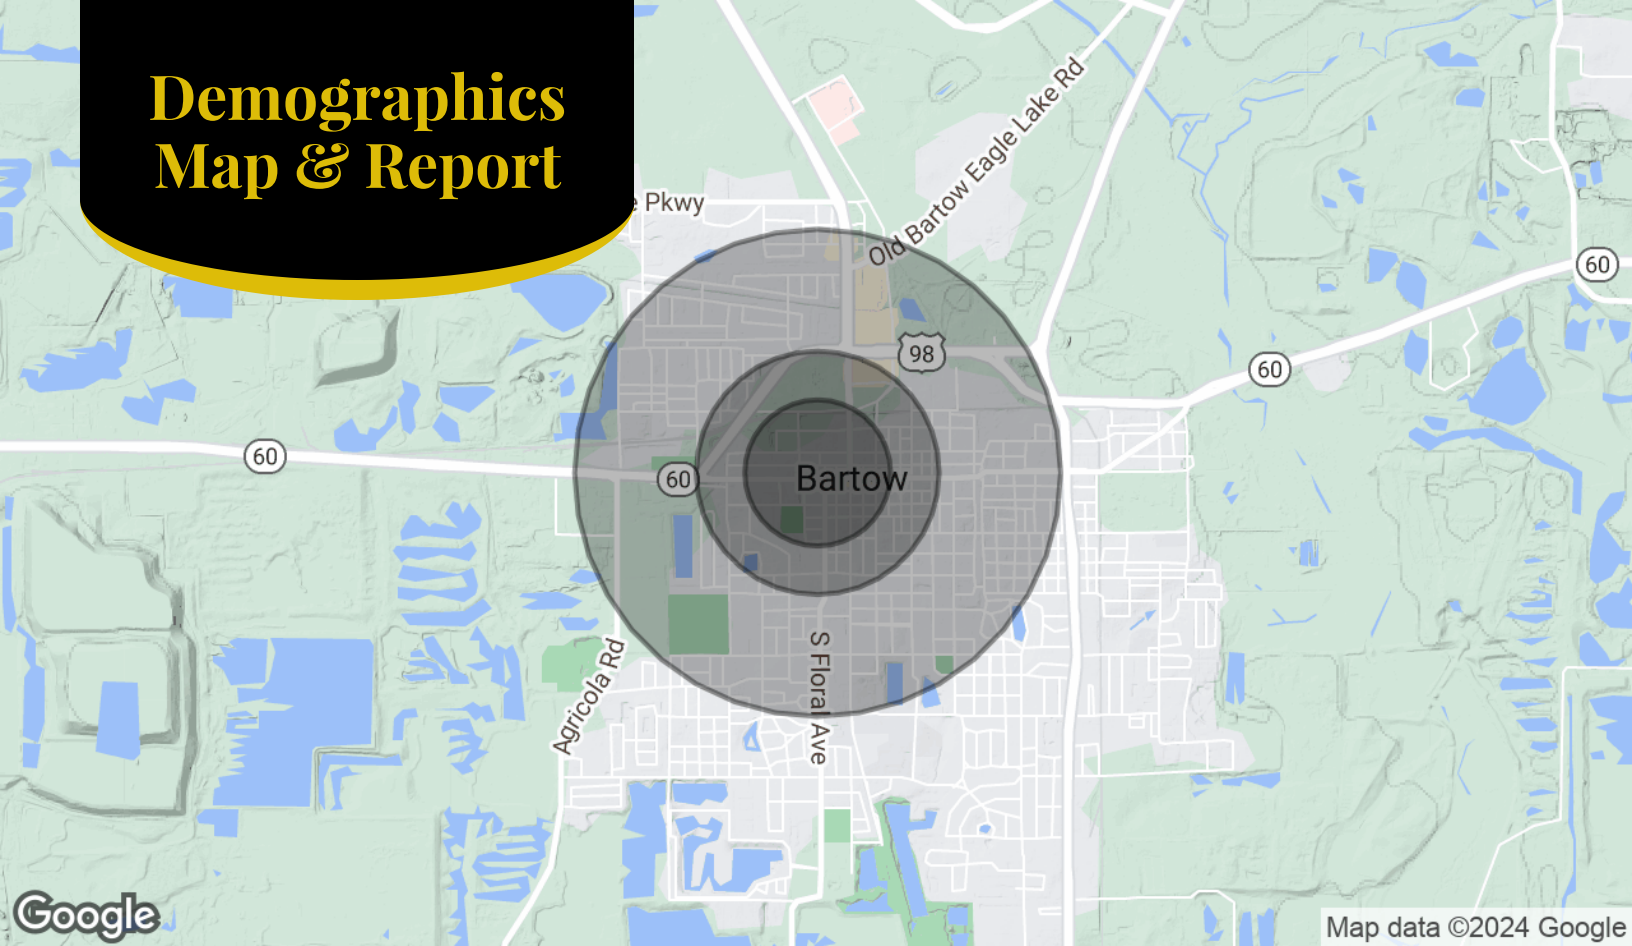 Demographics
Map & Report
e Pkwy
Old Bartow Eagle Lake Rd
60
98
60
60
60
Bartow
S Floral Ave
Agricola Rd
Google
Map data ©2024 Google